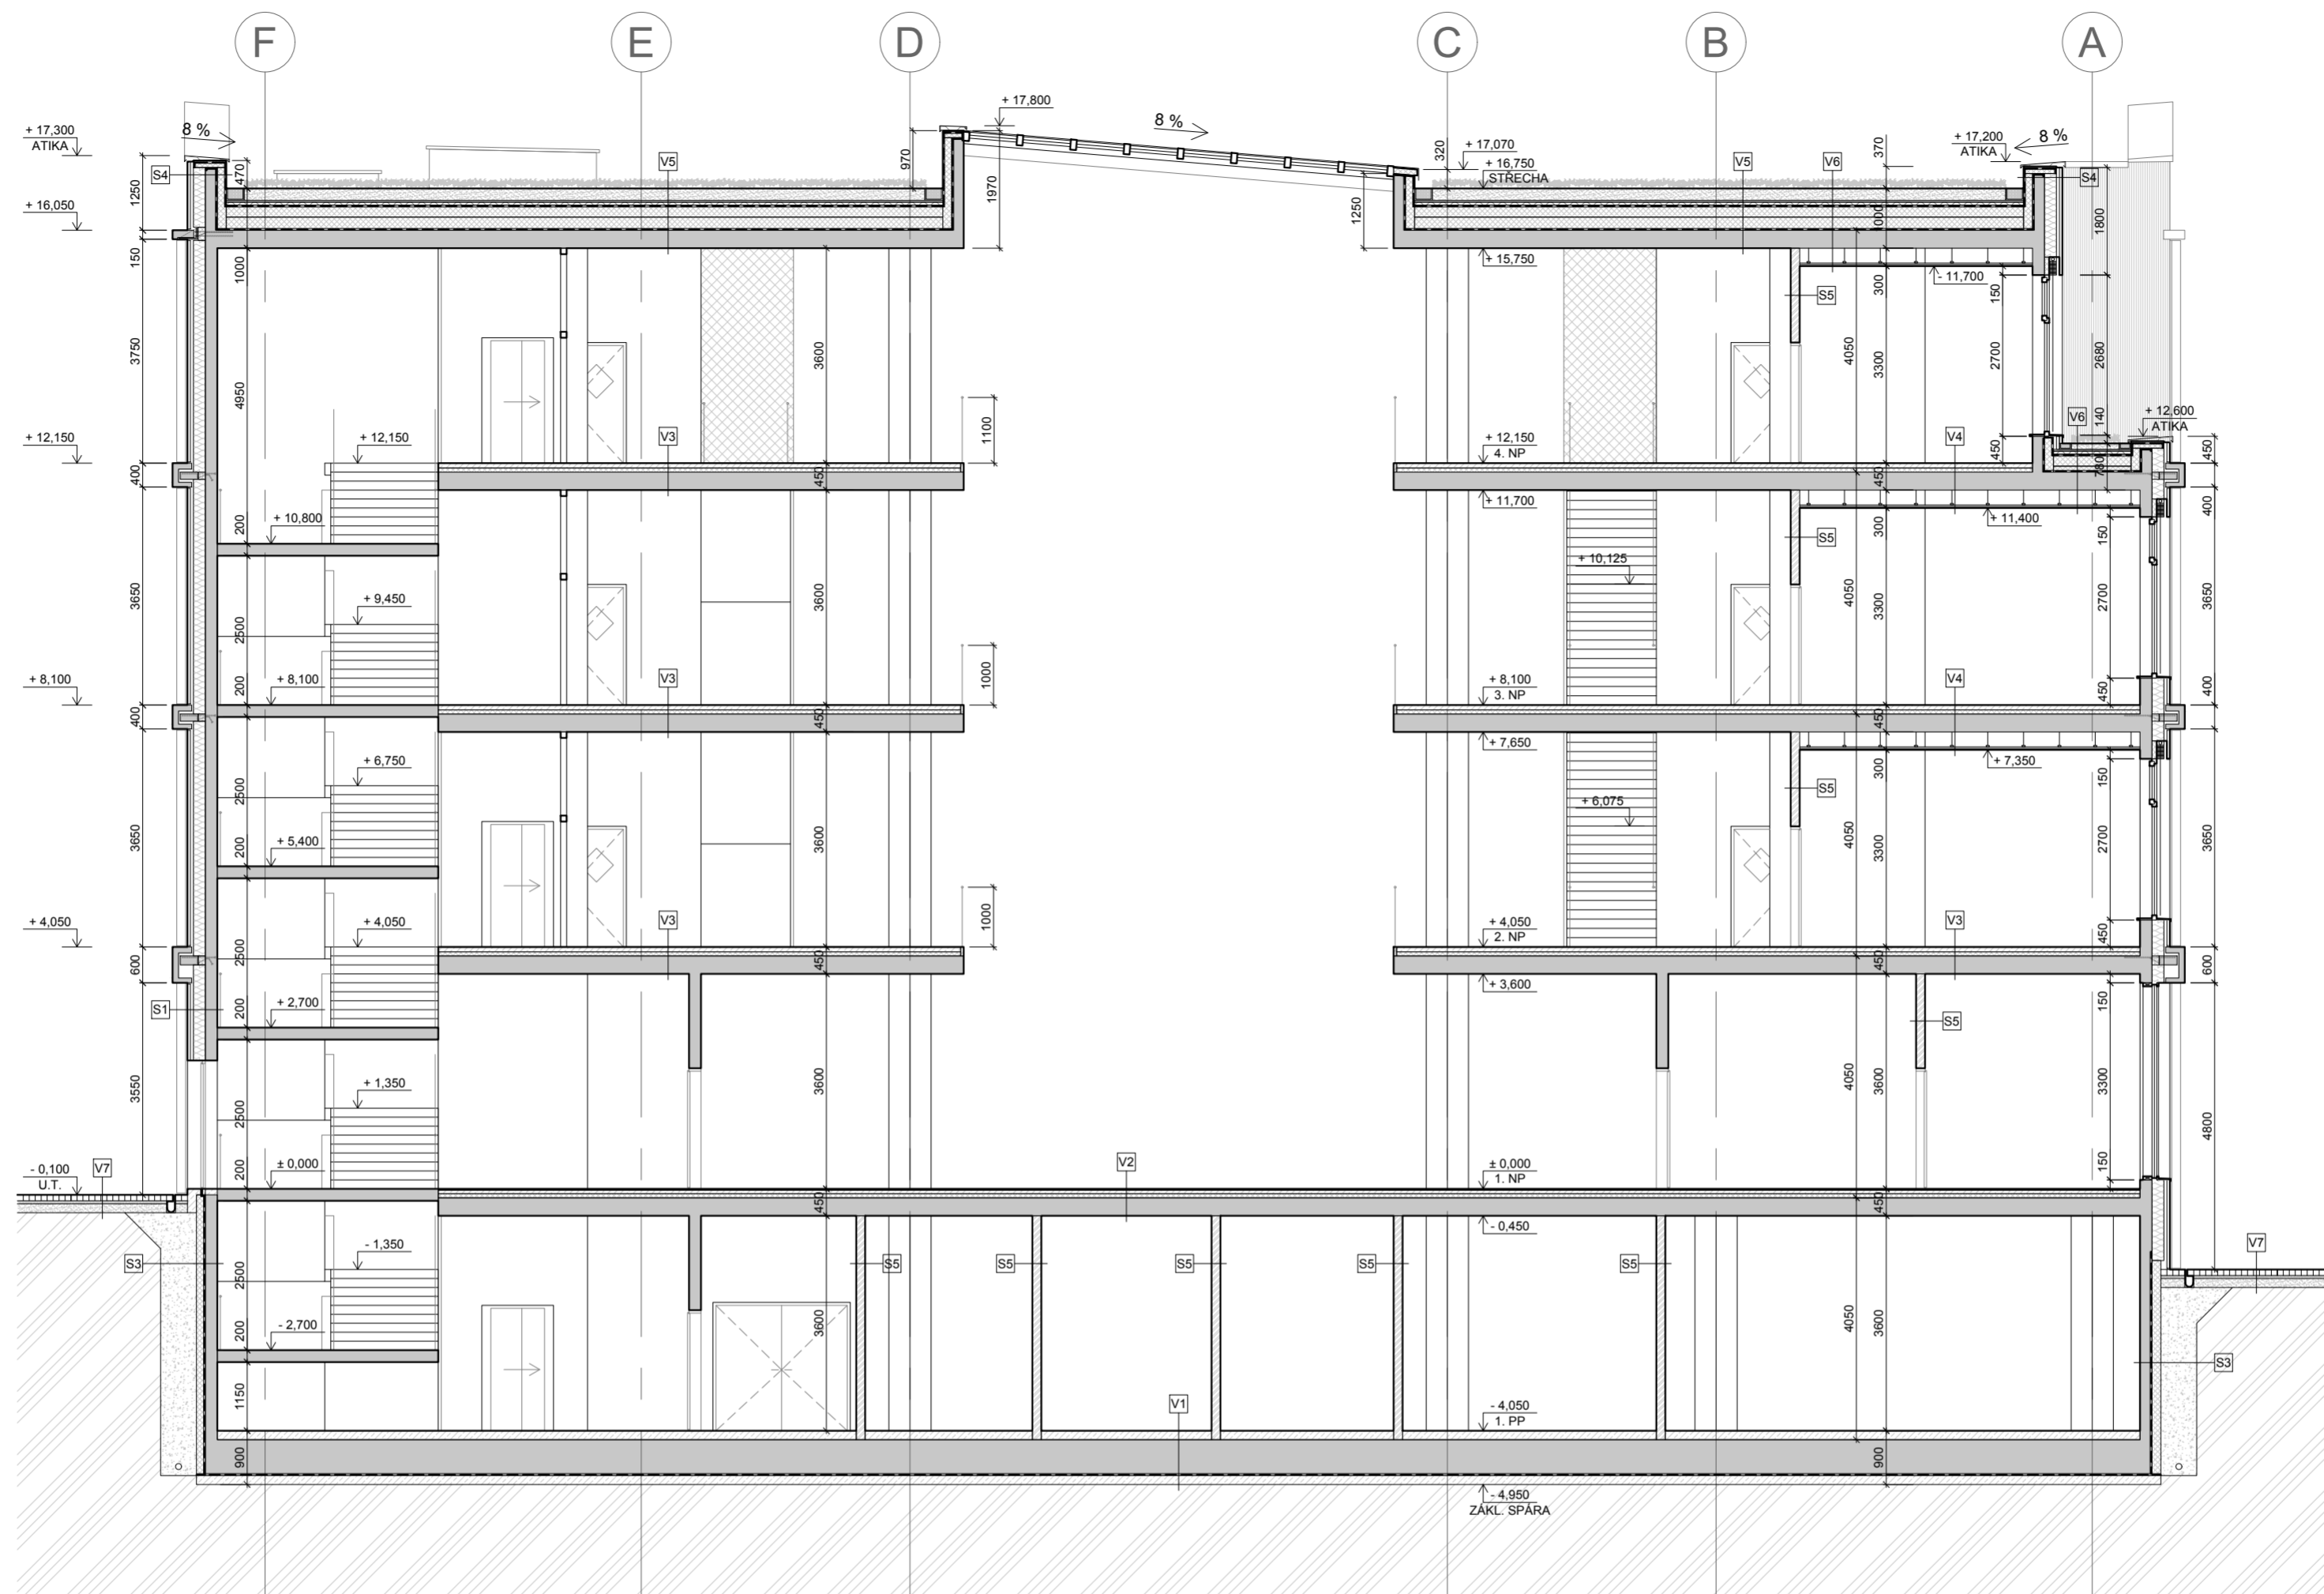 F
E
D
C
B
A
+ 17,300
ATIKA
8 %
S4
470
1250
+ 16,050
150
1000
V5
970
+ 17,800
1970
8 %
320
+ 17,070
+ 16,750
STŘECHA
1250
V5
V6
370
+ 17,200
ATIKA
8 %
S4
1000
1800
+ 15,750
- 11,700
300
150
S5
3750
4950
3600
4050
3300
2700
2680
1100
140
V6
+ 12,600
ATIKA
+ 12,150
+ 12,150
V3
+ 12,150
4. NP
V4
450
450
400
450
450
780
+ 11,700
+ 11,400
400
200
+ 10,800
300
150
S5
+ 10,125
3650
+ 9,450
3600
4050
3300
2700
3650
2500
1000
+ 8,100
200
+ 8,100
V3
+ 8,100
3. NP
V4
450
400
400
450
450
+ 7,650
+ 7,350
300
150
+ 6,750
2500
S5
+ 6,075
3650
3600
4050
3300
2700
3650
200
+ 5,400
1000
+ 4,050
+ 4,050
V3
+ 4,050
2. NP
V3
450
600
2500
450
450
600
+ 3,600
S1
200
+ 2,700
150
S5
3550
+ 1,350
2500
3600
4050
3600
3300
4800
- 0,100
U.T.
V7
200
± 0,000
V2
± 0,000
1. NP
150
450
450
- 0,450
S3
- 1,350
2500
S5
S5
S5
S5
S5
V7
200
- 2,700
3600
4050
3600
S3
1150
V1
- 4,050
1. PP
900
900
- 4,950
ZÁKL. SPÁRA